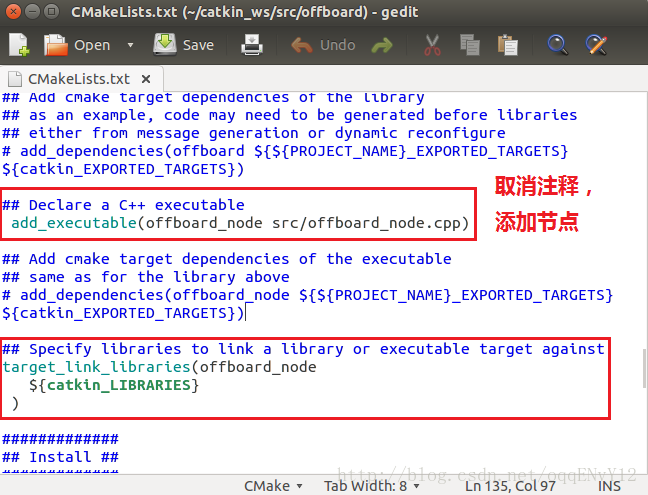 CMakeLists.txt (~/catkin_ws/src/offboard) - gedit
Open Save Undo
CMakeLists.txt ×
## Add cmake target dependencies of the library
## as an example, code may need to be generated before libraries
## either from message generation or dynamic reconfigure
# add_dependencies(offboard ${${PROJECT_NAME}_EXPORTED_TARGETS}
${catkin_EXPORTED_TARGETS})
## Declare a C++ executable
add_executable(offboard_node src/offboard_node.cpp)
取消注释，
添加节点
## Add cmake target dependencies of the executable
## same as for the library above
# add_dependencies(offboard_node ${${PROJECT_NAME}_EXPORTED_TARGETS}
${catkin_EXPORTED_TARGETS})
## Specify libraries to link a library or executable target against
target_link_libraries(offboard_node
${catkin_LIBRARIES}
)
#############
## Install ##
#############
http://blog.csdn.net/oqqENvY12
CMake Tab Width: 8 Ln 135, Col 97 INS